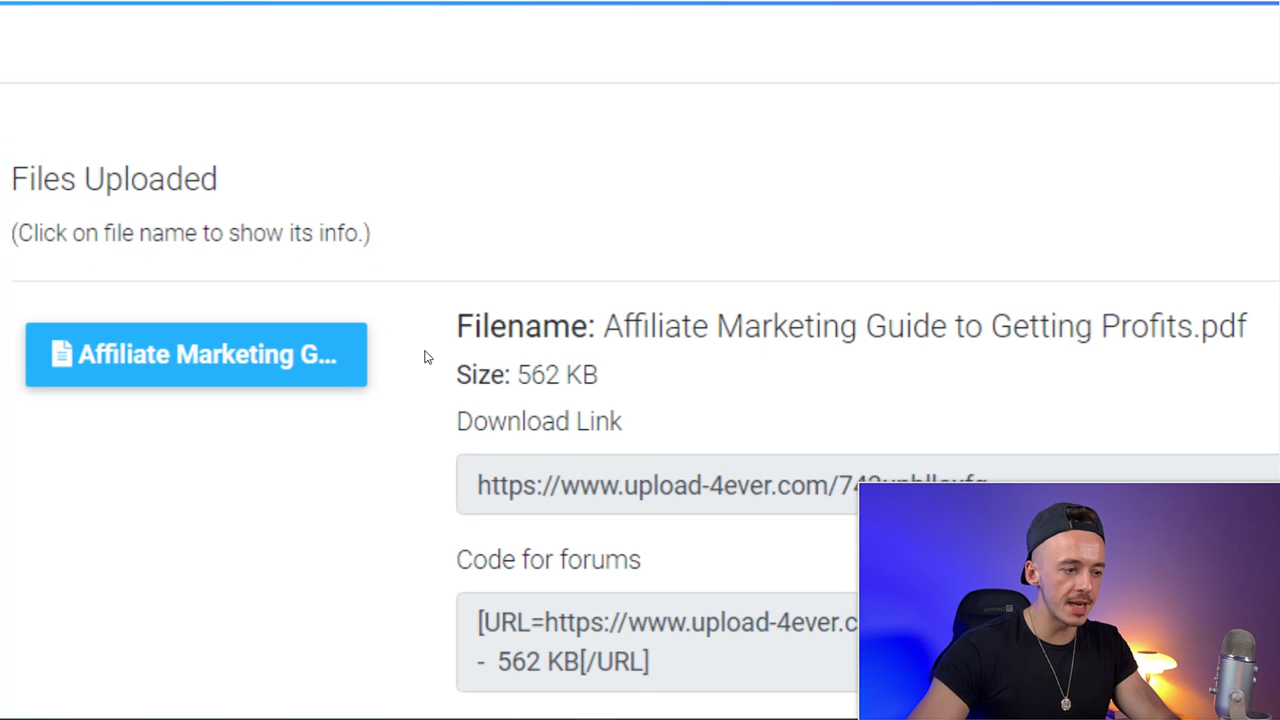 Files Uploaded
(Click on file name to show its info.)
Affiliate Marketing G...
Filename: Affiliate Marketing Guide to Getting Profits.pdf
Size: 562 KB
Download Link
https://www.upload-4ever.com/
Code for forums
[URL=https://www.upload-4ever.c
- 562 KB[/URL]